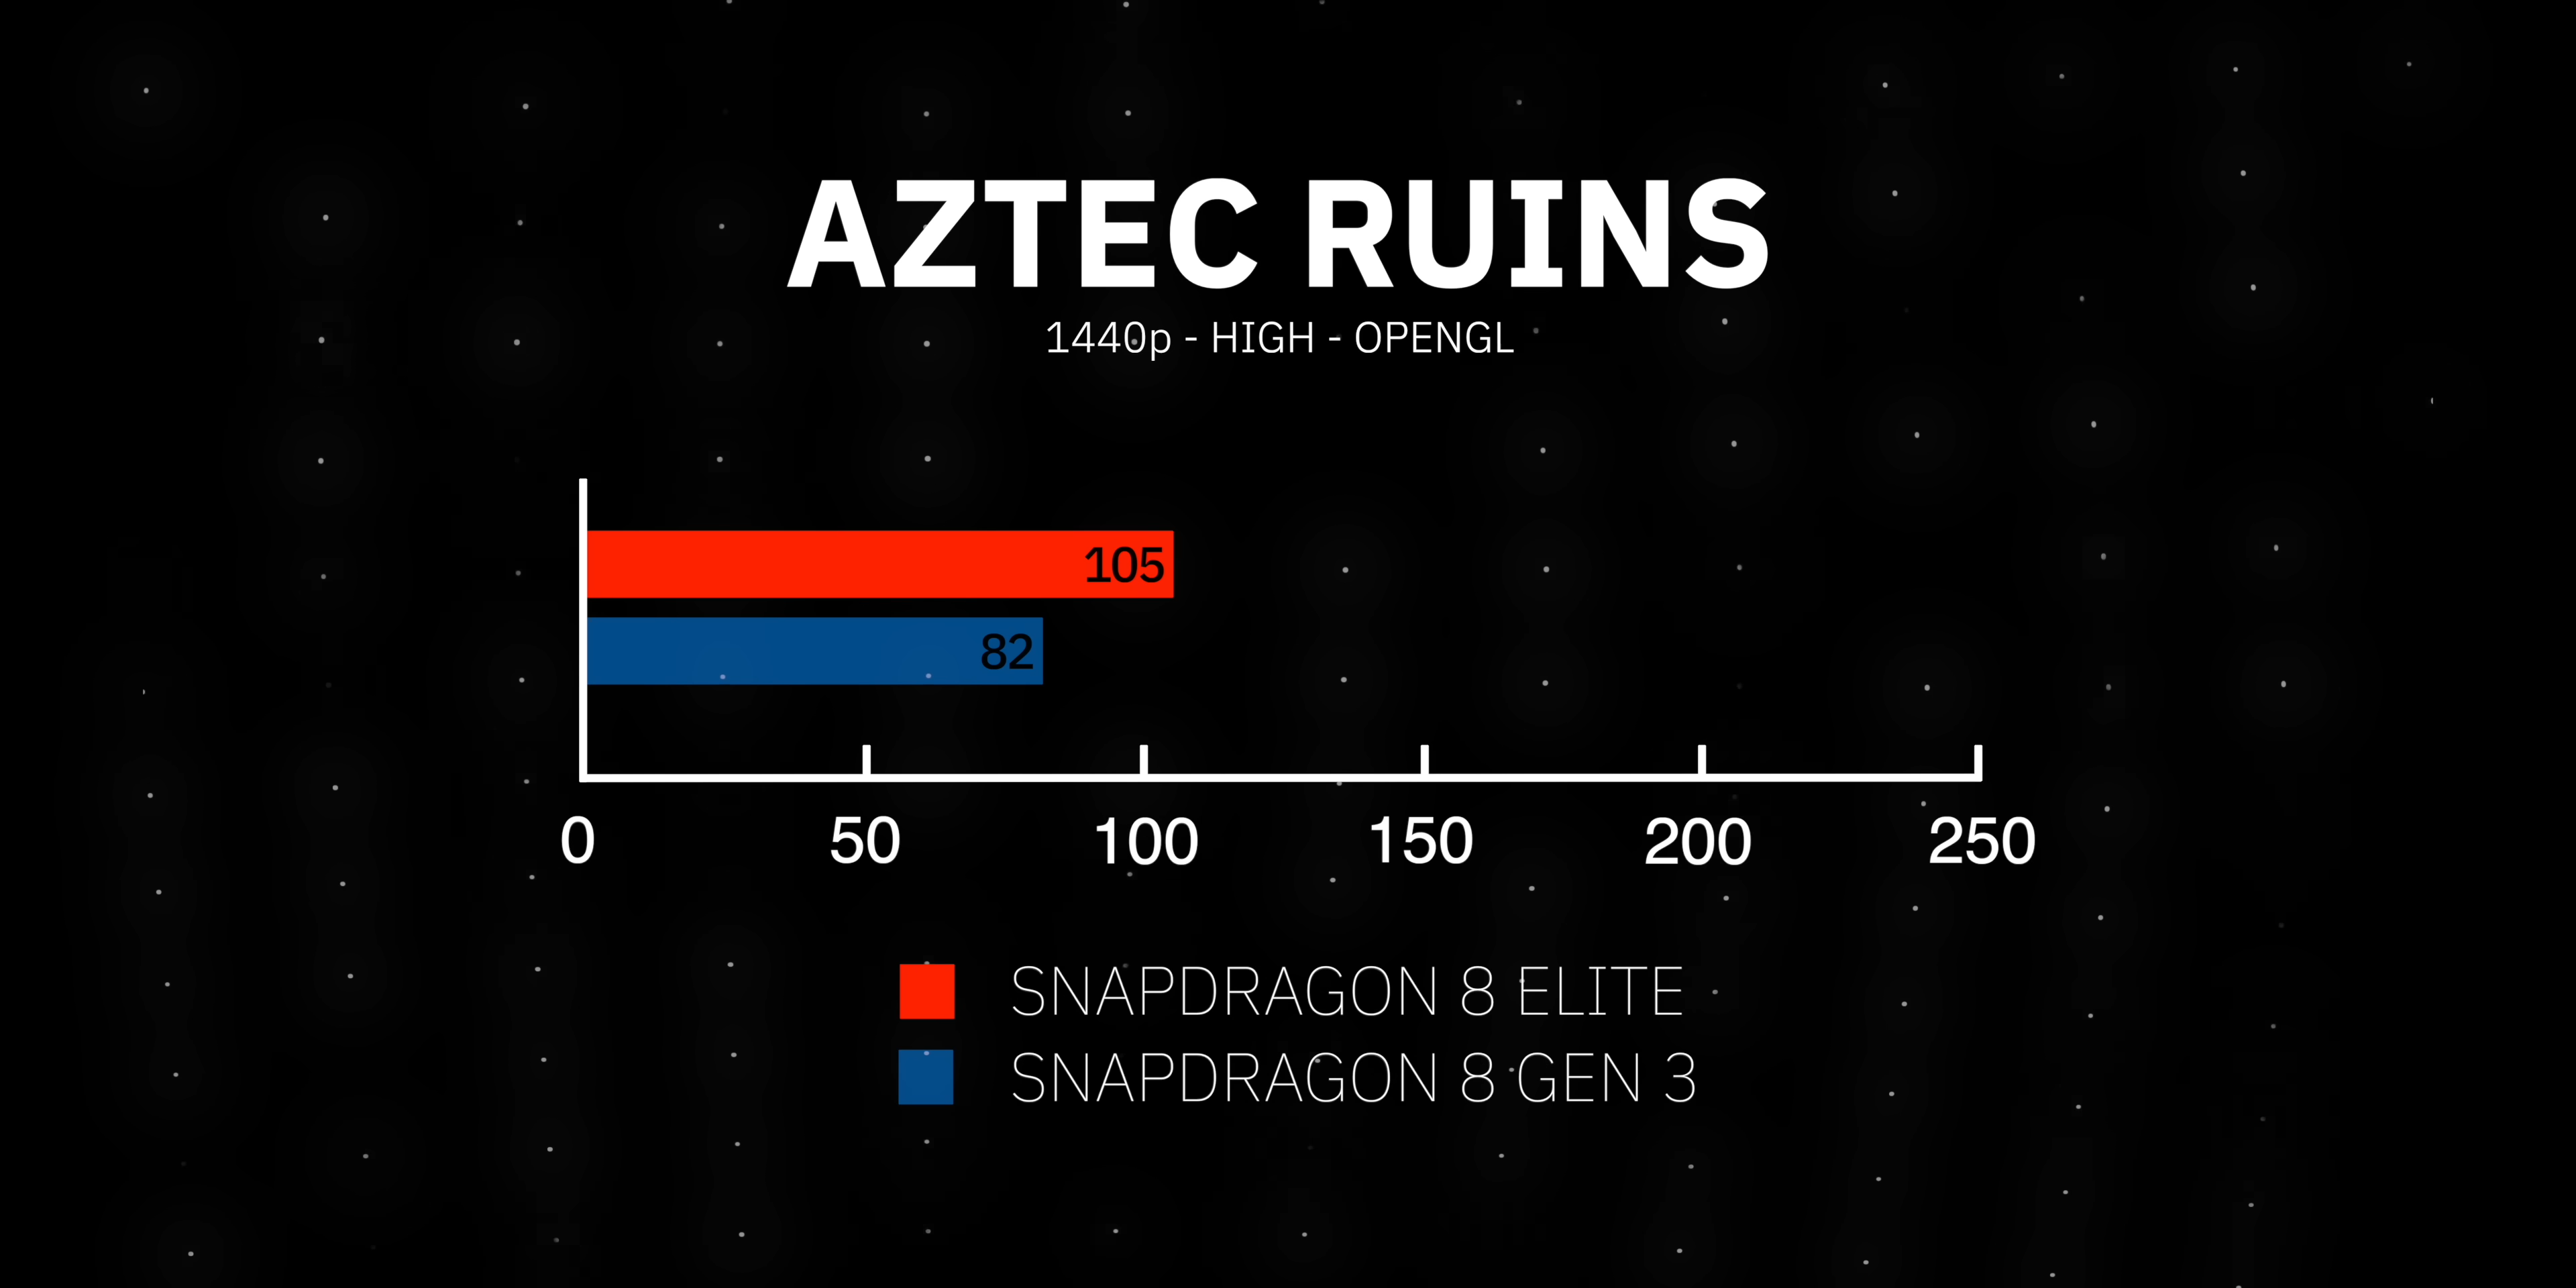 AZTEC RUINS
1440p - HIGH - OPENGL
105
82
0 50 100 150 200 250
SNAPDRAGON 8 ELITE
SNAPDRAGON 8 GEN 3